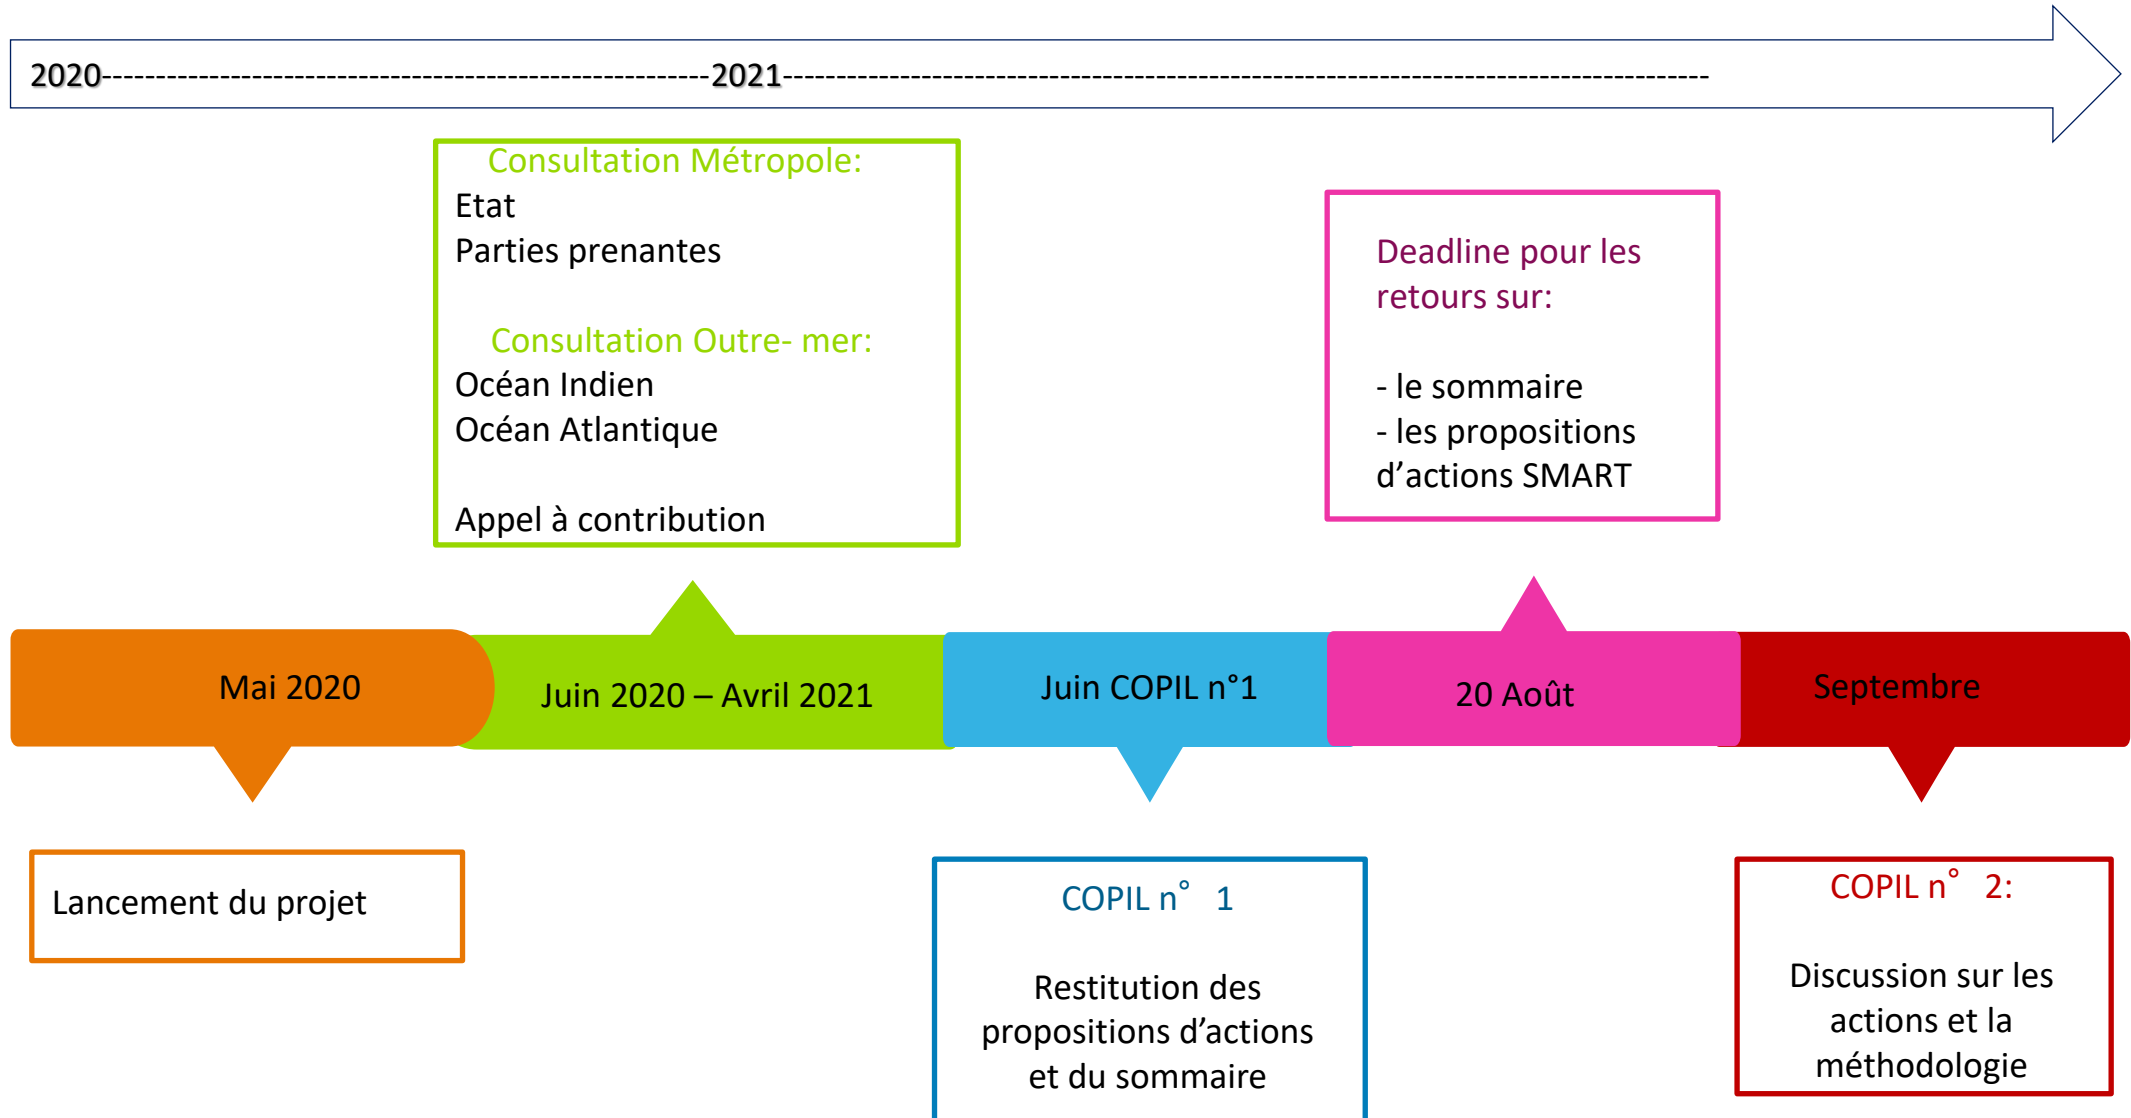 2020----------------------------------------------------------2021--------------------------------------------------------------------------------------
Consultation Métropole:
Etat
Parties prenantes
Consultation Outre- mer:
Océan Indien
Océan Atlantique
Appel à contribution
Deadline pour les
retours sur:
- le sommaire
- les propositions
d’actions SMART
Mai 2020
Juin 2020 – Avril 2021
Juin COPIL n°1
20 Août
Septembre
Lancement du projet
COPIL n° 1
Restitution des
propositions d’actions
et du sommaire
COPIL n° 2:
Discussion sur les
actions et la
méthodologie